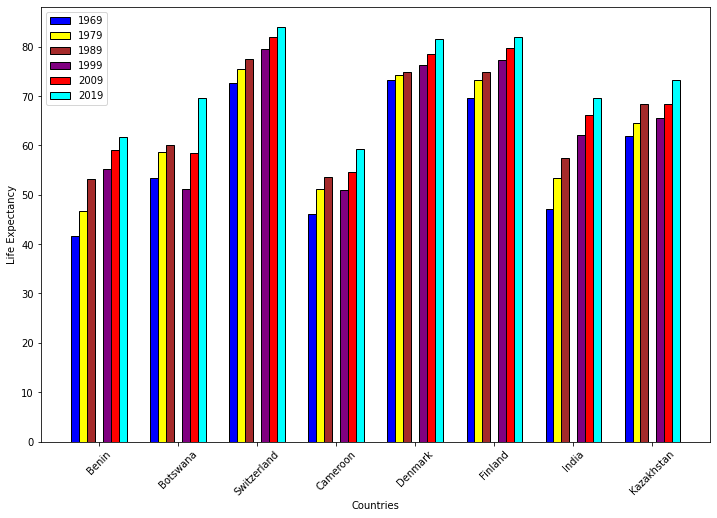 1969
1979
1989
1999
2009
2019
80
70
60
50
40
30
20
10
0
Life Expectancy
Benin
Botswana
Switzerland
Cameroon
Denmark
Finland
India
Kazakhstan
Countries